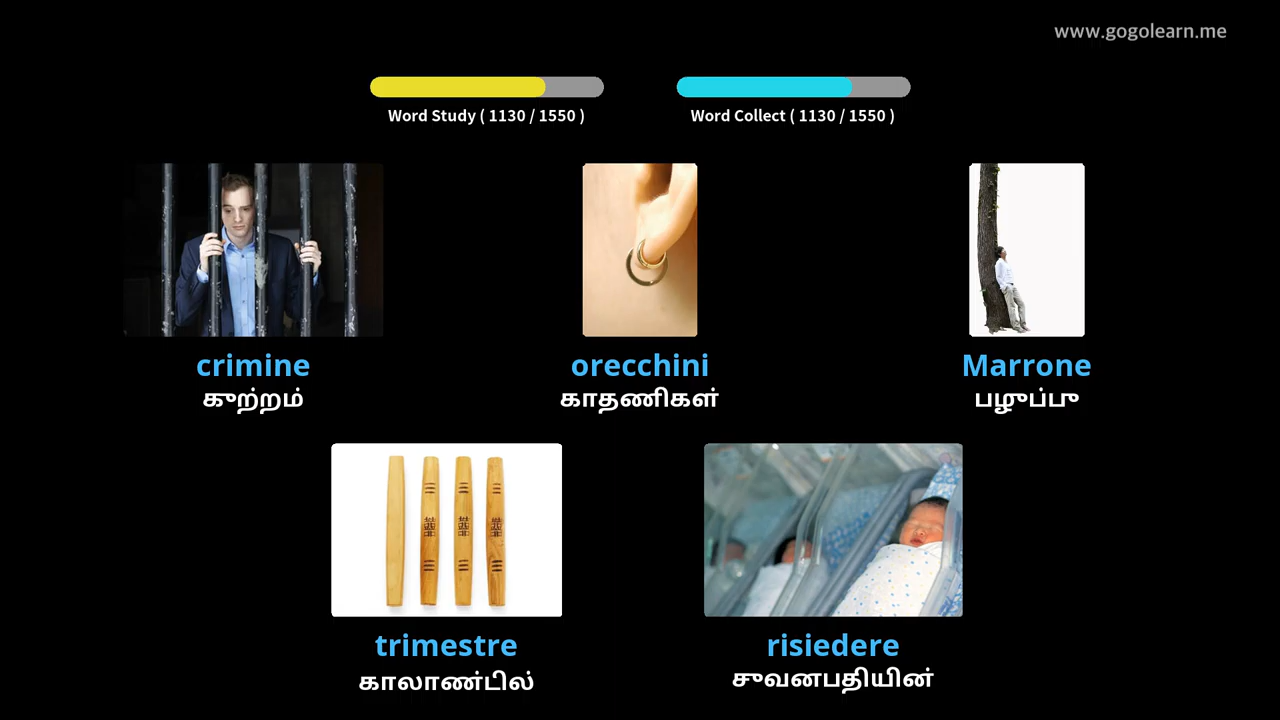 www.gogolearn.me
Word Study ( 1130 / 1550 )
Word Collect ( 1130 / 1550 )
crimine
குற்றம்
orecchini
காதணிகள்
Marrone
பழுப்பு
trimestre
காலாண்டில்
risiedere
சுவனபதியின்